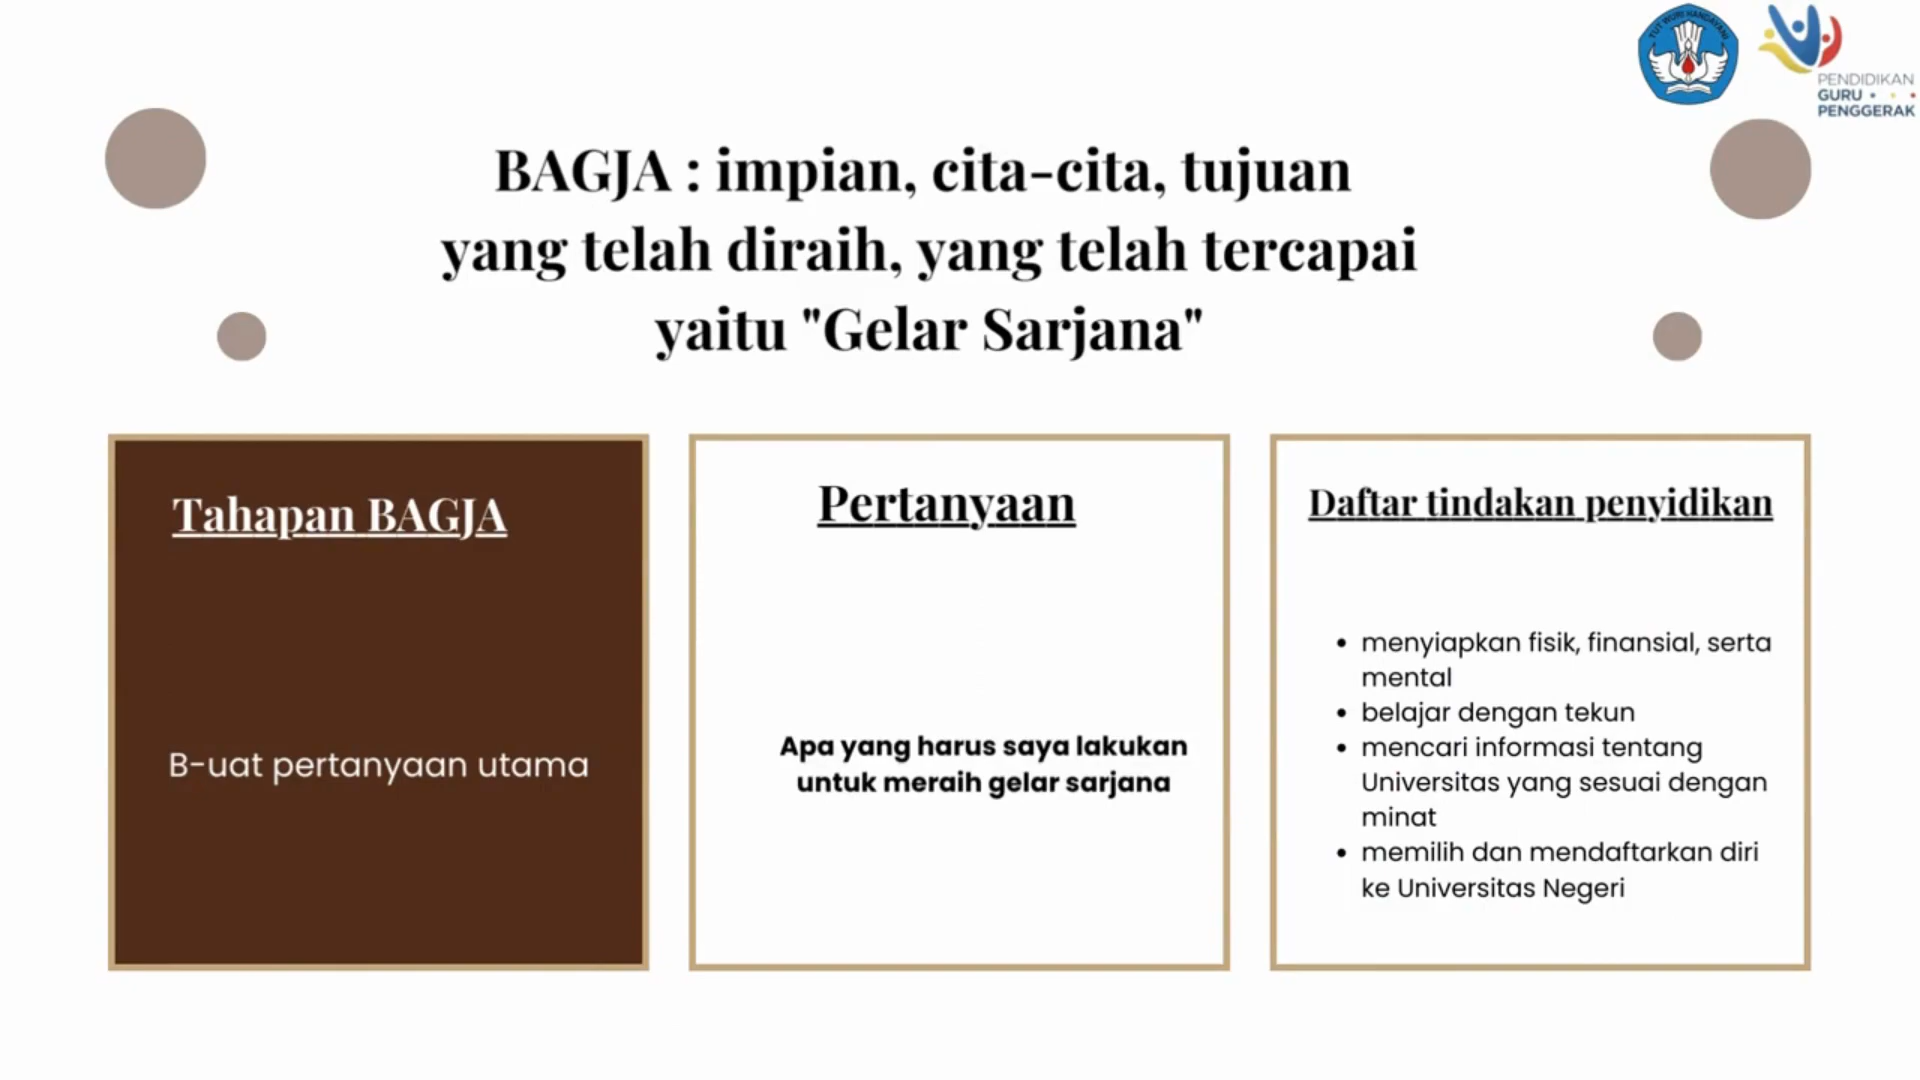 TUT WURI HANDAYANI
PENDIDIKAN
GURU
PENGGERAK
BAGJA : impian, cita-cita, tujuan
yang telah diraih, yang telah tercapai
yaitu "Gelar Sarjana"
Tahapan BAGJA
B-uat pertanyaan utama
Pertanyaan
Apa yang harus saya lakukan
untuk meraih gelar sarjana
Daftar tindakan penyidikan
• menyiapkan fisik, finansial, serta
mental
• belajar dengan tekun
• mencari informasi tentang
Universitas yang sesuai dengan
minat
• memilih dan mendaftarkan diri
ke Universitas Negeri